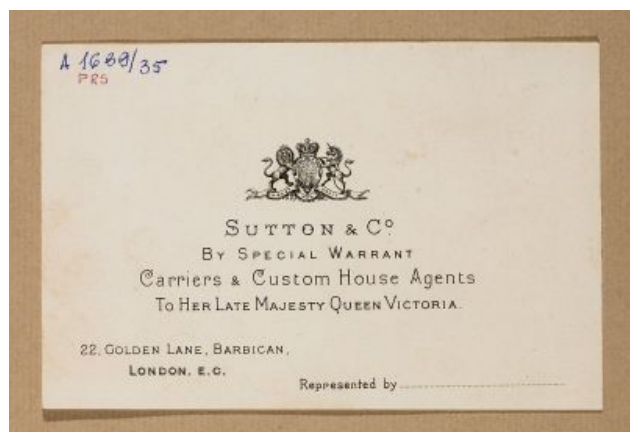 A 1639/35
PRS
SUTTON & Cº
BY SPECIAL WARRANT
Carriers & Custom House Agents
TO HER LATE MAJESTY QUEEN VICTORIA.
22, GOLDEN LANE, BARBICAN,
LONDON, E.C.
Represented by